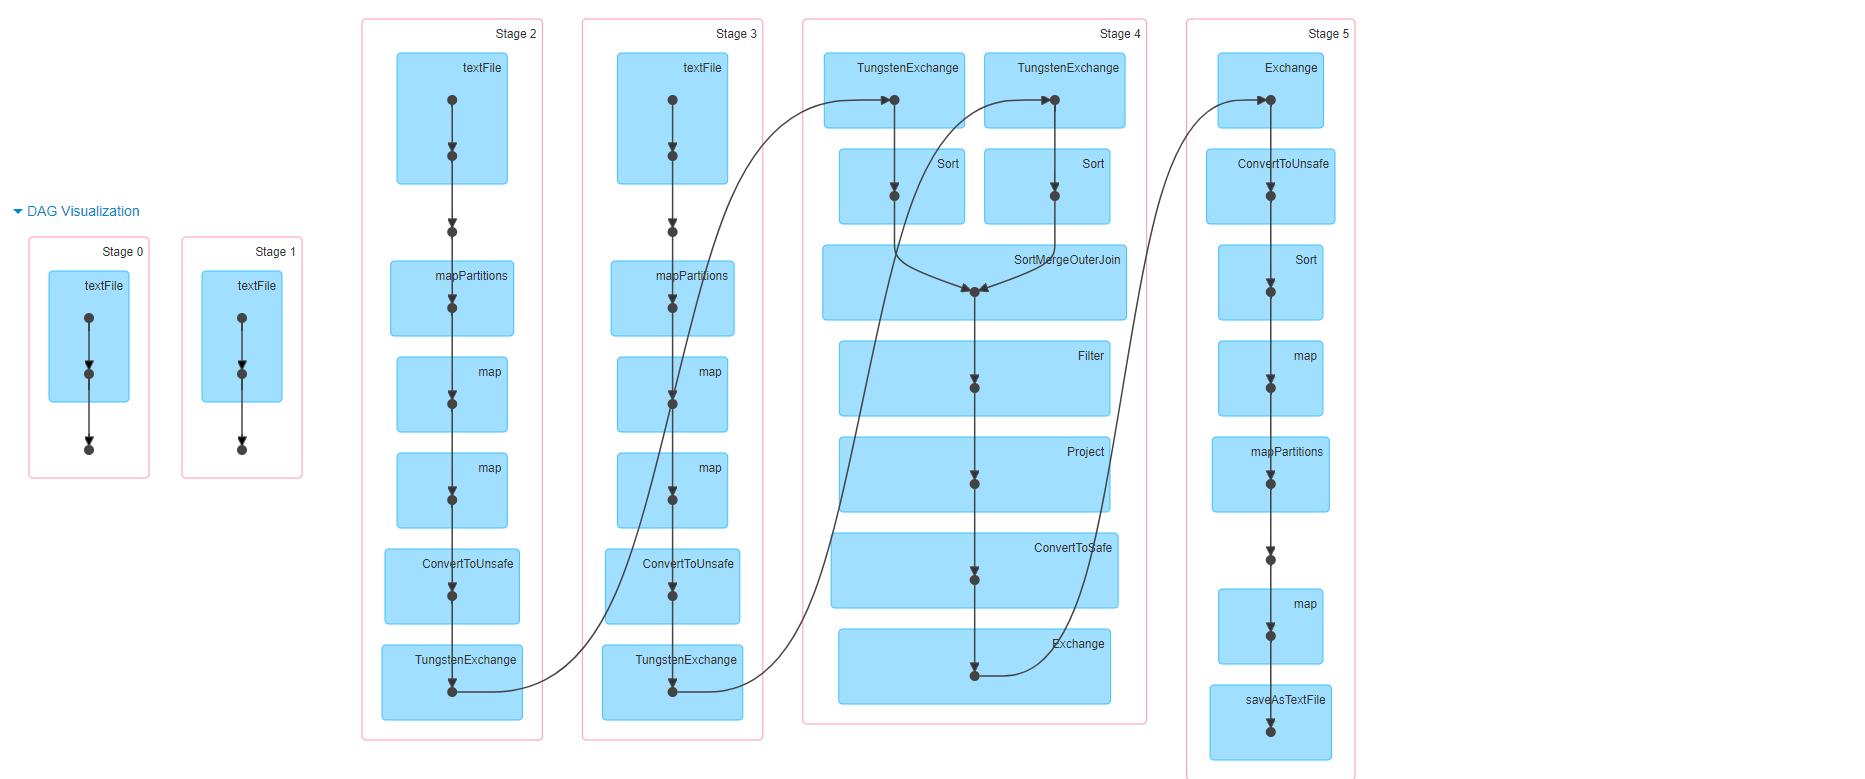 DAG Visualization
Stage 0
textFile
Stage 1
textFile
Stage 2
textFile
mapPartitions
map
map
ConvertToUnsafe
TungstenExchange
Stage 3
textFile
mapPartitions
map
map
ConvertToUnsafe
TungstenExchange
Stage 4
TungstenExchange
TungstenExchange
Sort
Sort
SortMergeOuterJoin
Filter
Project
ConvertToSafe
Exchange
Stage 5
Exchange
ConvertToUnsafe
Sort
map
mapPartitions
map
saveAsTextFile